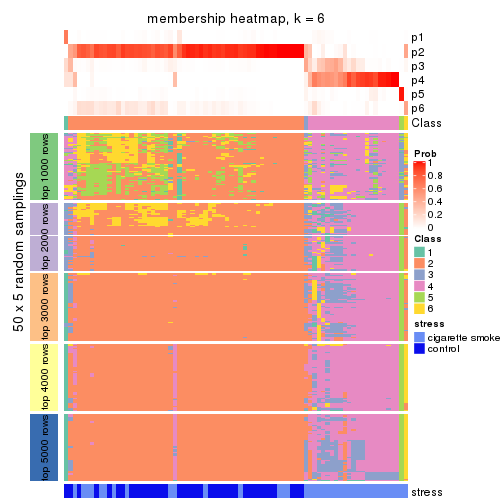 membership heatmap, k = 6
p1
p2
p3
p4
p5
p6
Class
50 x 5 random samplings
top 1000 rows
top 2000 rows
top 3000 rows
top 4000 rows
top 5000 rows
stress
Prob
1
0.8
0.6
0.4
0.2
0
Class
1
2
3
4
5
6
stress
cigarette smoke
control